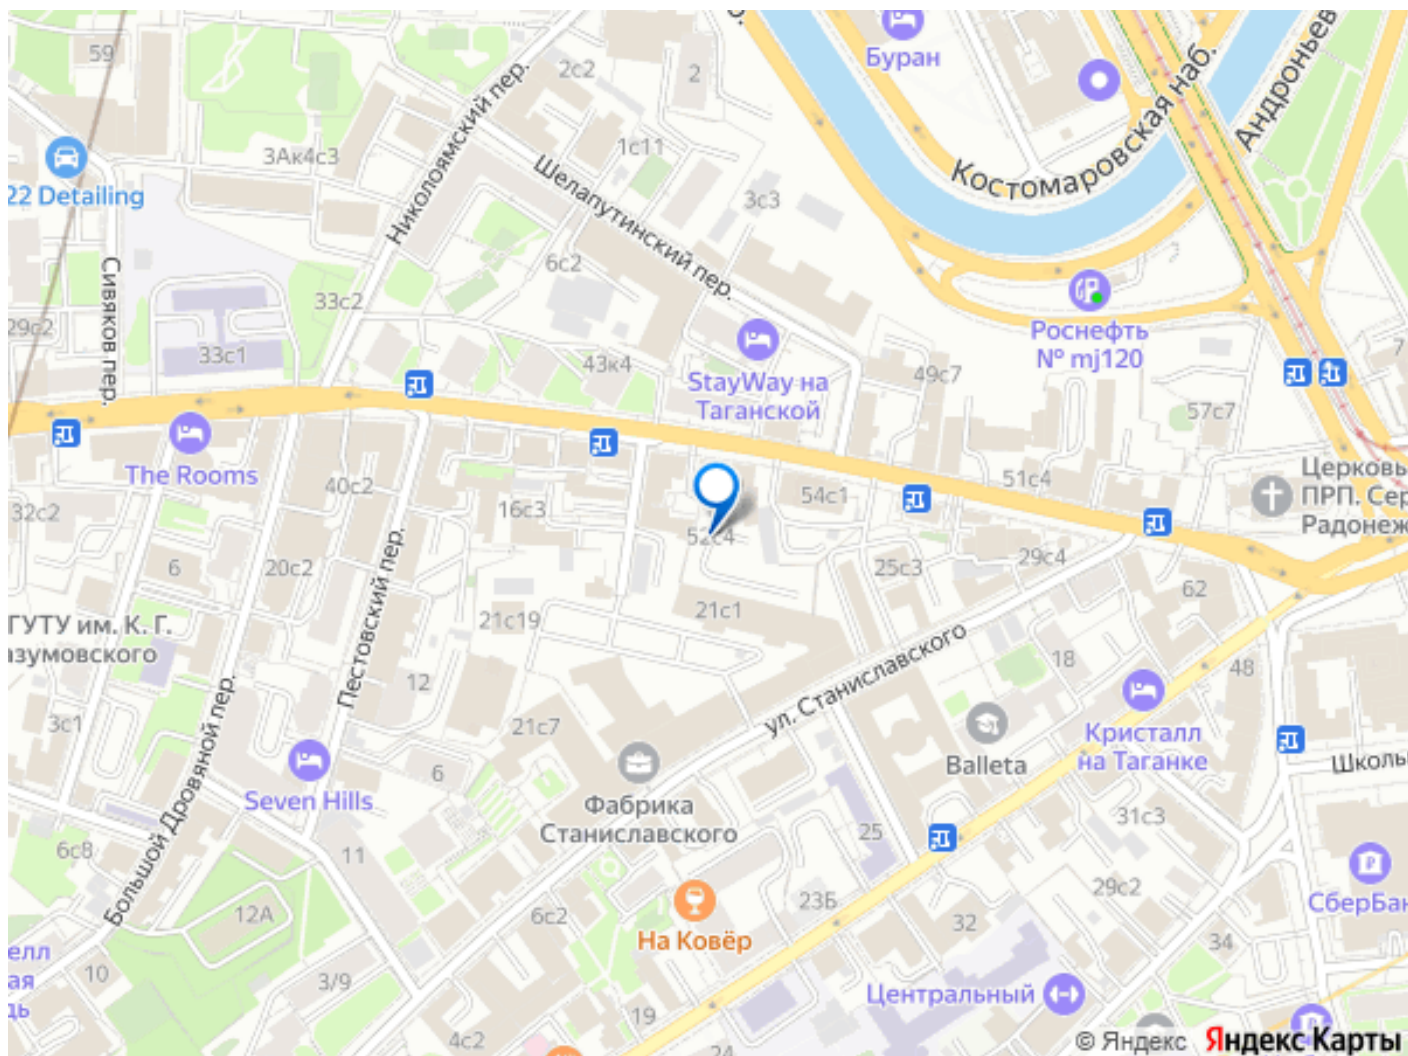 Буран
59
2с2
2
Николоямский пер.
Костомаровская наб.
Андроньев
3Ак4с3
1с11
Шелапутинский пер.
22 Detailing
3с3
Сивяков пер.
6с2
33с2
29с2
33с1
43к4
Роснефть
№ mj120
StayWay на
Таганской
49с7
7
57с7
The Rooms
40с2
16с3
54с1
51с4
Церковь
ПРП. Сер
Радонеж
32с2
52с4
6
20с2
Пестовский пер.
25с3
29с4
62
ГУТУ им. К. Г.
азумовского
21с19
21с1
ул. Станиславского
18
48
12
3с1
21с7
Большой Дровяной пер.
6
Seven Hills
Фабрика
Станиславского
Balleta
Кристалл
на Таганке
Школь
31с3
25
6с8
11
29с2
СберБан
12А
6с2
На Ковёр
23Б
32
34
елл
ая
дь
10
3/9
Центральный
19
4с2
24
© Яндекс Яндекс Карты